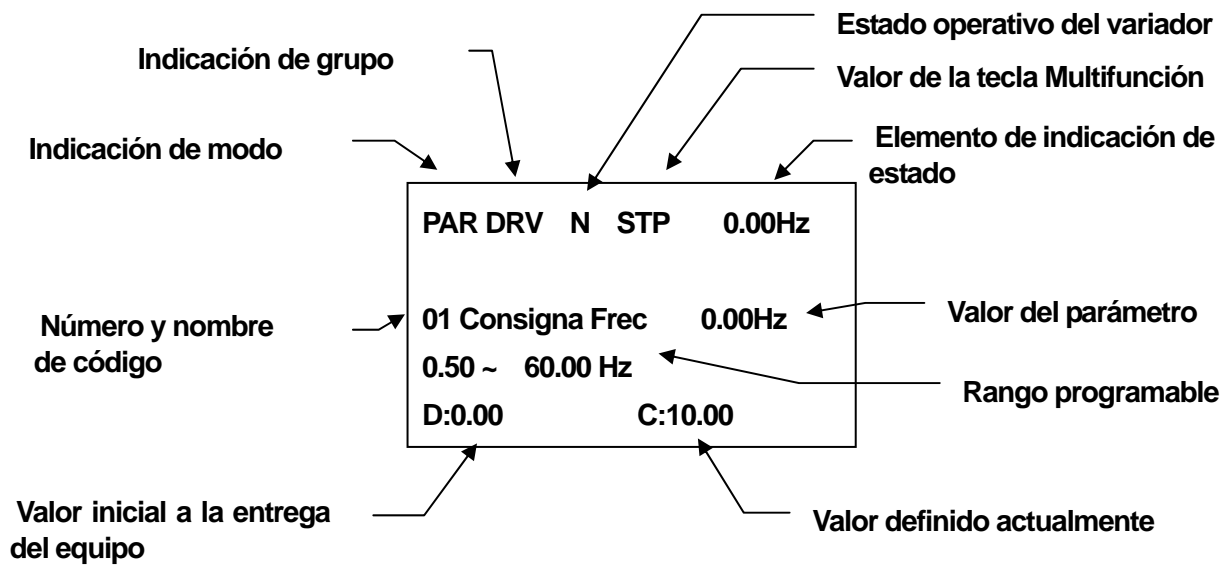 Estado operativo del variador
Indicación de grupo
Valor de la tecla Multifunción
Indicación de modo
Elemento de indicación de
estado
PAR DRV N STP 0.00Hz
01 Consigna Frec 0.00Hz
Número y nombre
de código
Valor del parámetro
0.50 ~ 60.00 Hz
Rango programable
D:0.00 C:10.00
Valor inicial a la entrega
del equipo
Valor definido actualmente